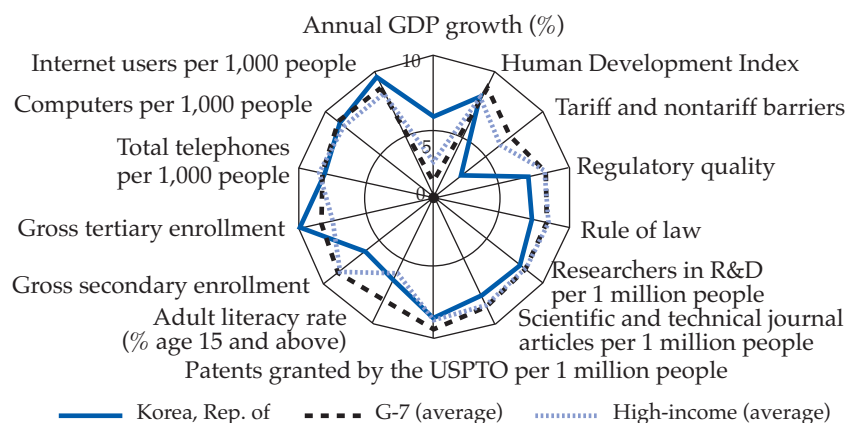 Annual GDP growth (%)
10
Internet users per 1,000 people
Human Development Index
Computers per 1,000 people
Tariff and nontariff barriers
Total telephones
per 1,000 people
5
Regulatory quality
0
Gross tertiary enrollment
Rule of law
Gross secondary enrollment
Researchers in R&D
per 1 million people
Adult literacy rate
(% age 15 and above)
Scientific and technical journal
articles per 1 million people
Patents granted by the USPTO per 1 million people
Korea, Rep. of
G-7 (average)
High-income (average)